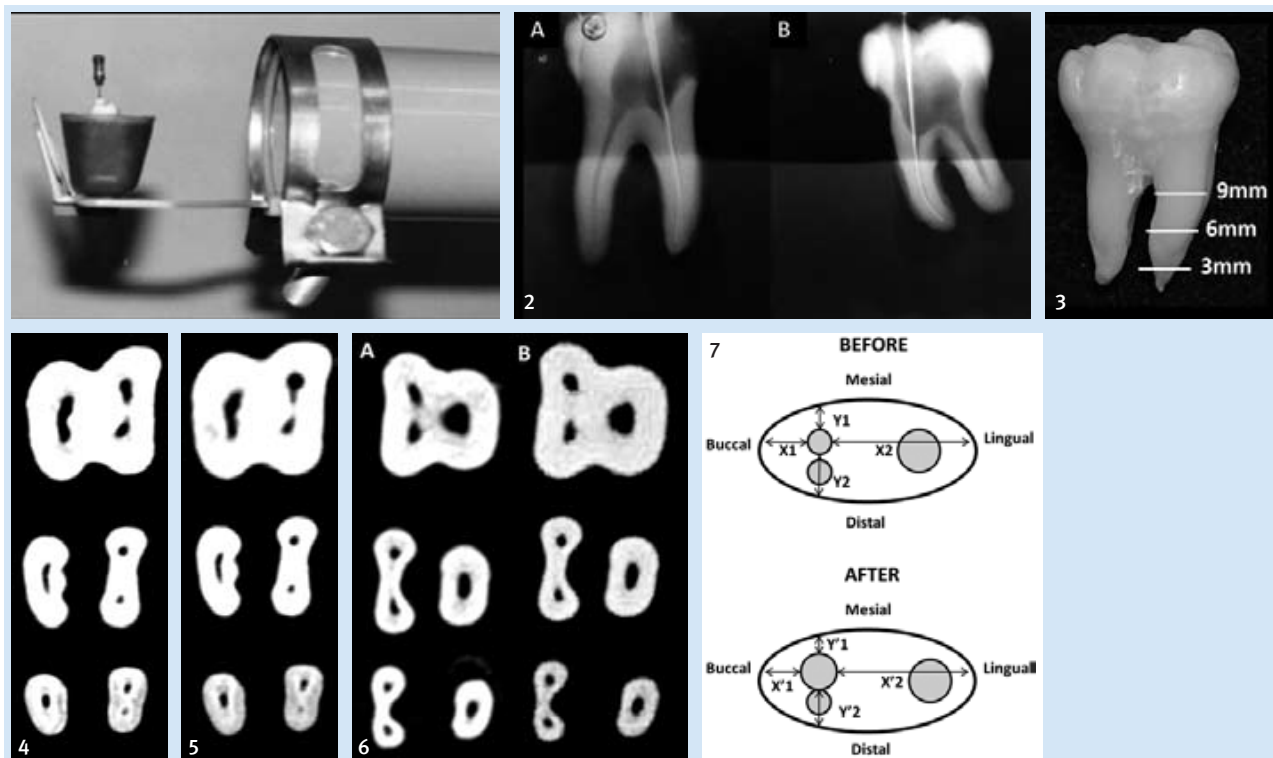 A
B
2
9mm
6mm
3mm
3
4
5
A
B
6
7
BEFORE
Mesial
Y1
Buccal
X1
X2
Lingual
Y2
Distal
AFTER
Mesial
Y'1
Buccal
X'1
X'2
Linguall
Y'2
Distal